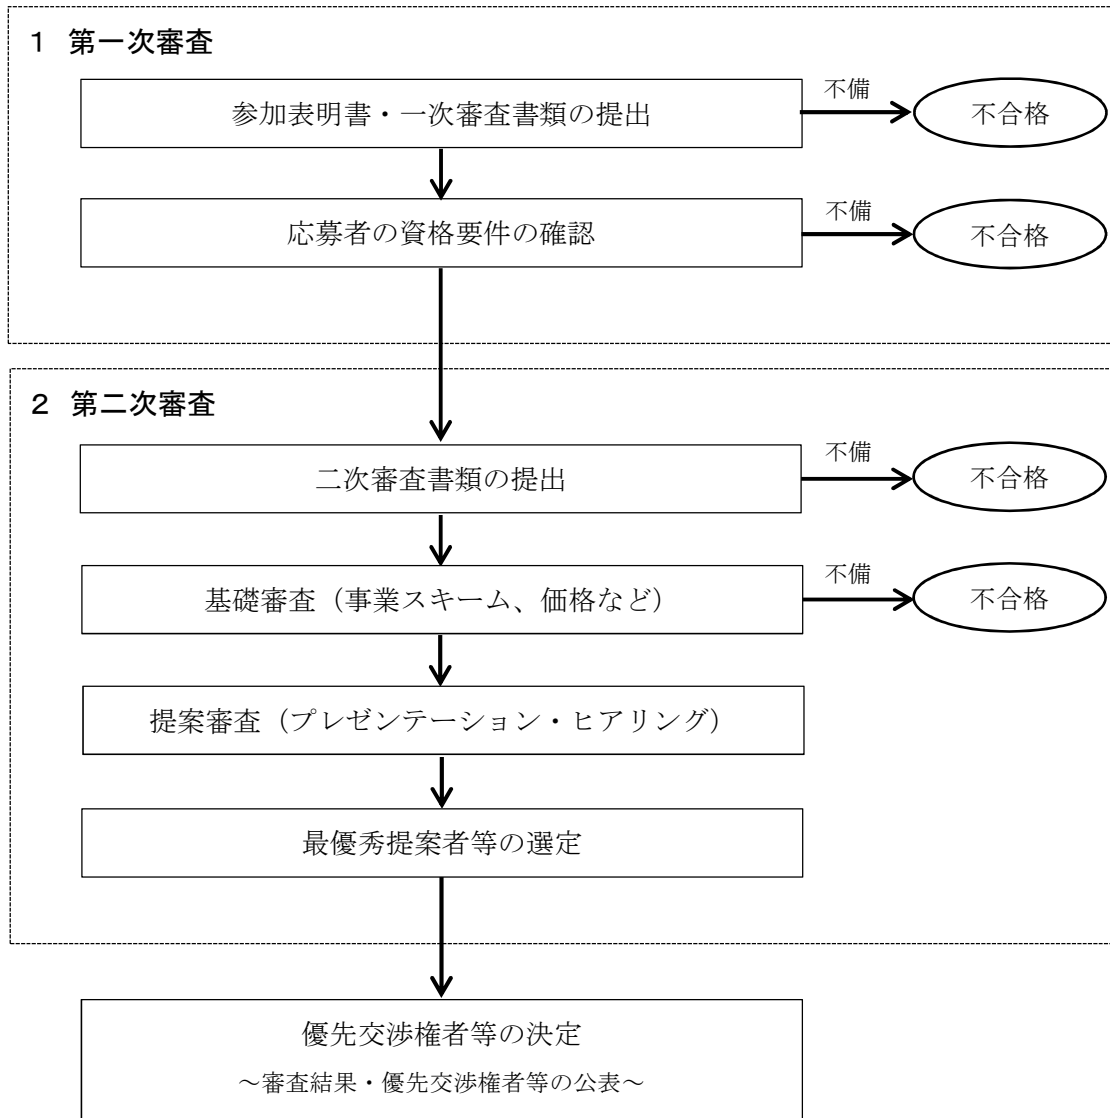 1 第一次審査
参加表明書・一次審査書類の提出
不備
不合格
応募者の資格要件の確認
不備
不合格
2 第二次審査
二次審査書類の提出
不備
不合格
基礎審査（事業スキーム、価格など）
不備
不合格
提案審査（プレゼンテーション・ヒアリング）
最優秀提案者等の選定
優先交渉権者等の決定
～審査結果・優先交渉権者等の公表～